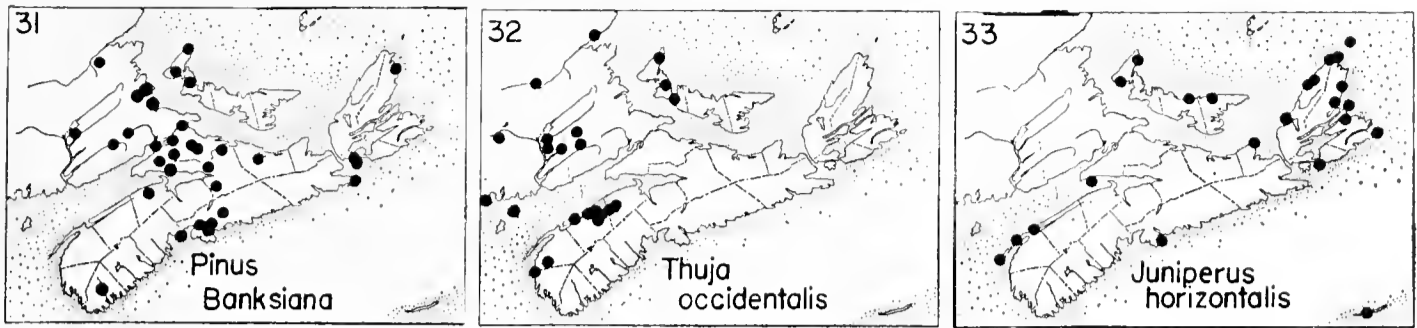 31
Pinus
Banksiana
32
Thuja
occidentalis
33
Juniperus
horizontalis